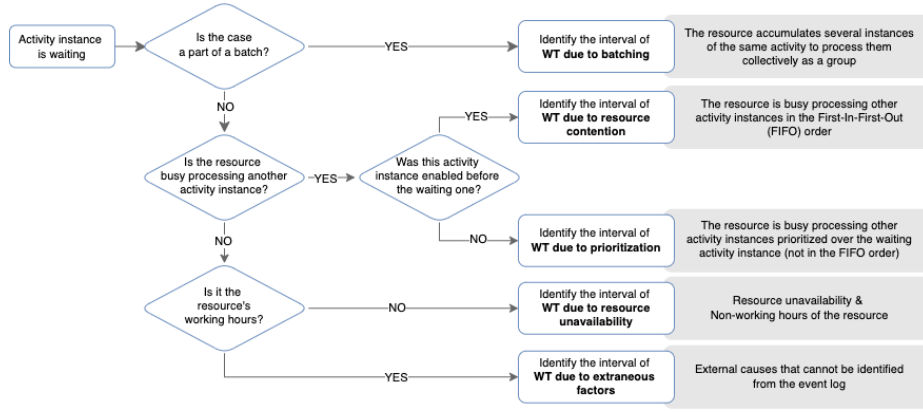 Activity instance
is waiting
Is the case
a part of a batch?
YES
Identify the interval of
WT due to batching
The resource accumulates several instances
of the same activity to process them
collectively as a group
NO
Is the resource
busy processing another
activity instance?
YES
Was this activity
instance enabled before
the waiting one?
YES
Identify the interval of
WT due to resource
contention
The resource is busy processing other
activity instances in the First-In-First-Out
(FIFO) order
NO
Identify the interval of
WT due to prioritization
The resource is busy processing other
activity instances prioritized over the waiting
activity instance (not in the FIFO order)
NO
Is it the
resource's
working hours?
NO
Identify the interval of
WT due to resource
unavailability
Resource unavailability &
Non-working hours of the resource
YES
Identify the interval of
WT due to extraneous
factors
External causes that cannot be identified
from the event log